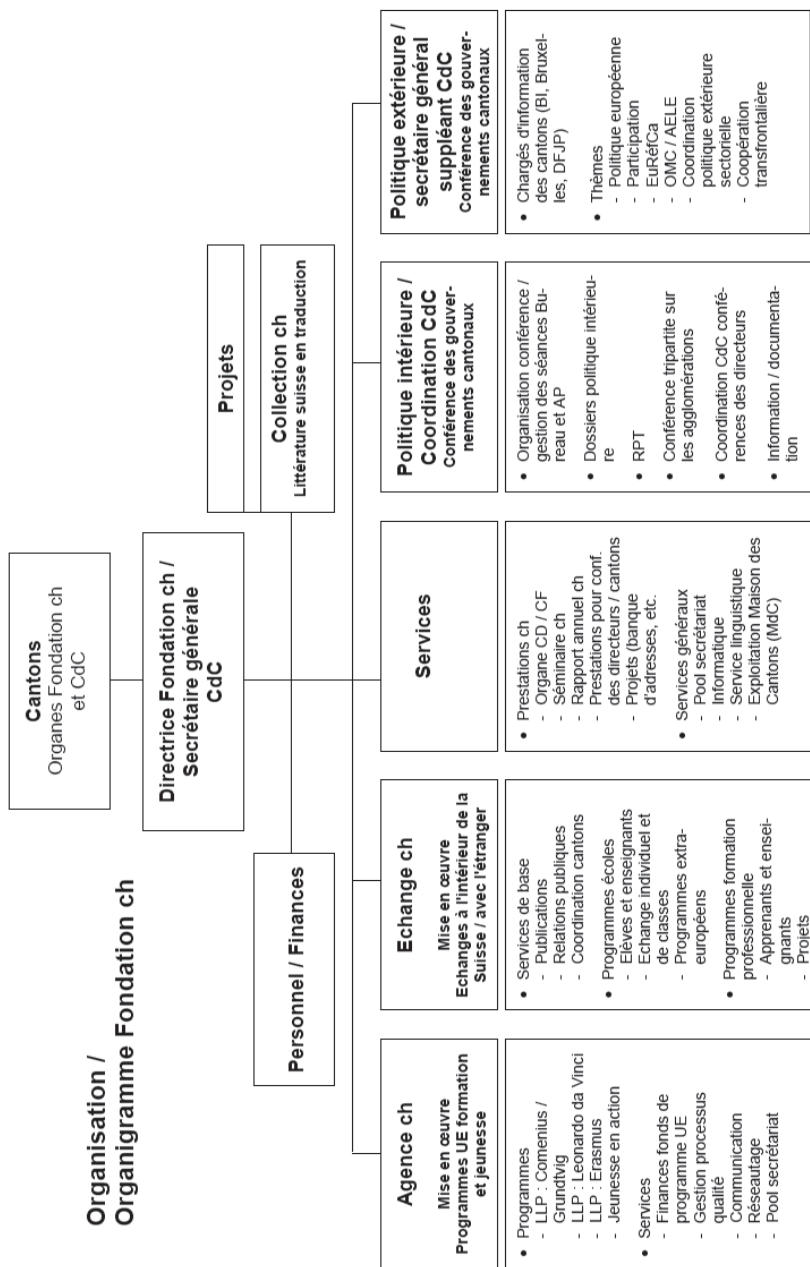 Organisation /
Organigramme Fondation ch
Cantons
Organes Fondation ch
et CdC
Directrice Fondation ch /
Secrétaire générale
CdC
Projets
Personnel / Finances
Collection ch
Littérature suisse en traduction
Agence ch
Mise en œuvre
Programmes UE formation
et jeunesse
• Programmes
- LLP : Comenius /
Grundtvig
- LLP : Leonardo da Vinci
- LLP : Erasmus
- Jeunesse en action
• Services
- Finances fonds de
programme UE
- Gestion processus
qualité
- Communication
- Réseautage
- Pool secrétariat
Echange ch
Mise en œuvre
Echanges à l'intérieur de la
Suisse / avec l'étranger
• Services de base
- Publications
- Relations publiques
- Coordination cantons
• Programmes écoles
- Elèves et enseignants
- Echange individuel et
de classes
- Programmes extra-
européens
• Programmes formation
professionnelle
- Apprenants et ensei-
gnants
- Projets
Services
• Prestations ch
- Organe CD / CF
- Séminaire ch
- Rapport annuel ch
- Prestations pour conf.
des directeurs / cantons
- Projets (banque
d'adresses, etc.
• Services généraux
- Pool secrétariat
- Informatique
- Service linguistique
- Exploitation Maison des
Cantons (MdC)
Politique intérieure /
Coordination CdC
Conférence des gouver-
nements cantonaux
• Organisation conférence /
gestion des séances Bu-
reau et AP
• Dossiers politique intérieu-
re
• RPT
• Conférence tripartite sur
les agglomérations
• Coordination CdC confé-
rences des directeurs
• Information / documenta-
tion
Politique extérieure /
secrétaire général
suppléant CdC
Conférence des gouver-
nements cantonaux
• Chargés d'information
des cantons (BI, Bruxel-
les, DFJP)
• Thèmes
- Politique européenne
- Participation
- EuRéfCa
- OMC / AELE
- Coordination
politique extérieure
sectorielle
- Coopération
transfrontalière